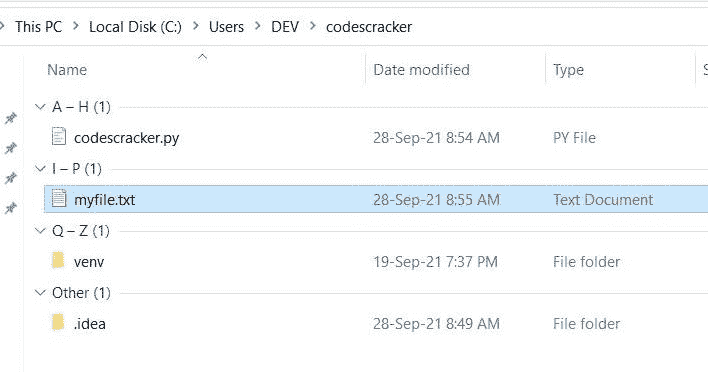 This PC > Local Disk (C:) > Users > DEV > codescracker
Name Date modified Type S
A – H (1)
codescracker.py 28-Sep-21 8:54 AM PY File
I – P (1)
myfile.txt 28-Sep-21 8:55 AM Text Document
Q – Z (1)
venv 19-Sep-21 7:37 PM File folder
Other (1)
.idea 28-Sep-21 8:49 AM File folder